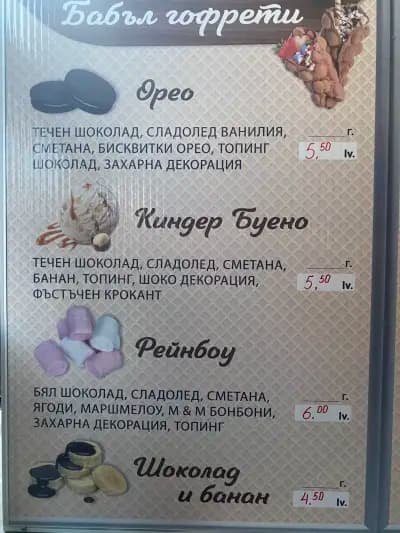 Бабъл гофрети
Орео
ТЕЧЕН ШОКОЛАД, СЛАДОЛЕД ВАНИЛИЯ,
СМЕТАНА, БИСКВИТКИ ОРЕО, ТОПИНГ
ШОКОЛАД, ЗАХАРНА ДЕКОРАЦИЯ
г.
5,50 lv.
Киндер Буено
ТЕЧЕН ШОКОЛАД, СЛАДОЛЕД, СМЕТАНА,
БАНАН, ТОПИНГ, ШОКО ДЕКОРАЦИЯ,
ФЪСТЪЧЕН КРОКАНТ
г.
5,50 lv.
Рейнбоу
БЯЛ ШОКОЛАД, СЛАДОЛЕД, СМЕТАНА,
ЯГОДИ, МАРШМЕЛОУ, M & M БОНБОНИ,
ЗАХАРНА ДЕКОРАЦИЯ, ТОПИНГ
г.
6.00 lv.
Шоколад
и банан
г.
4.50 lv.